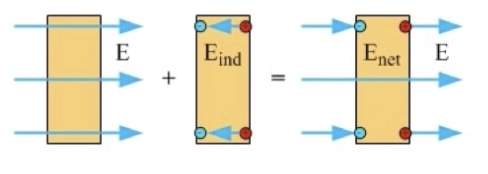 E + E_ind = E_net E